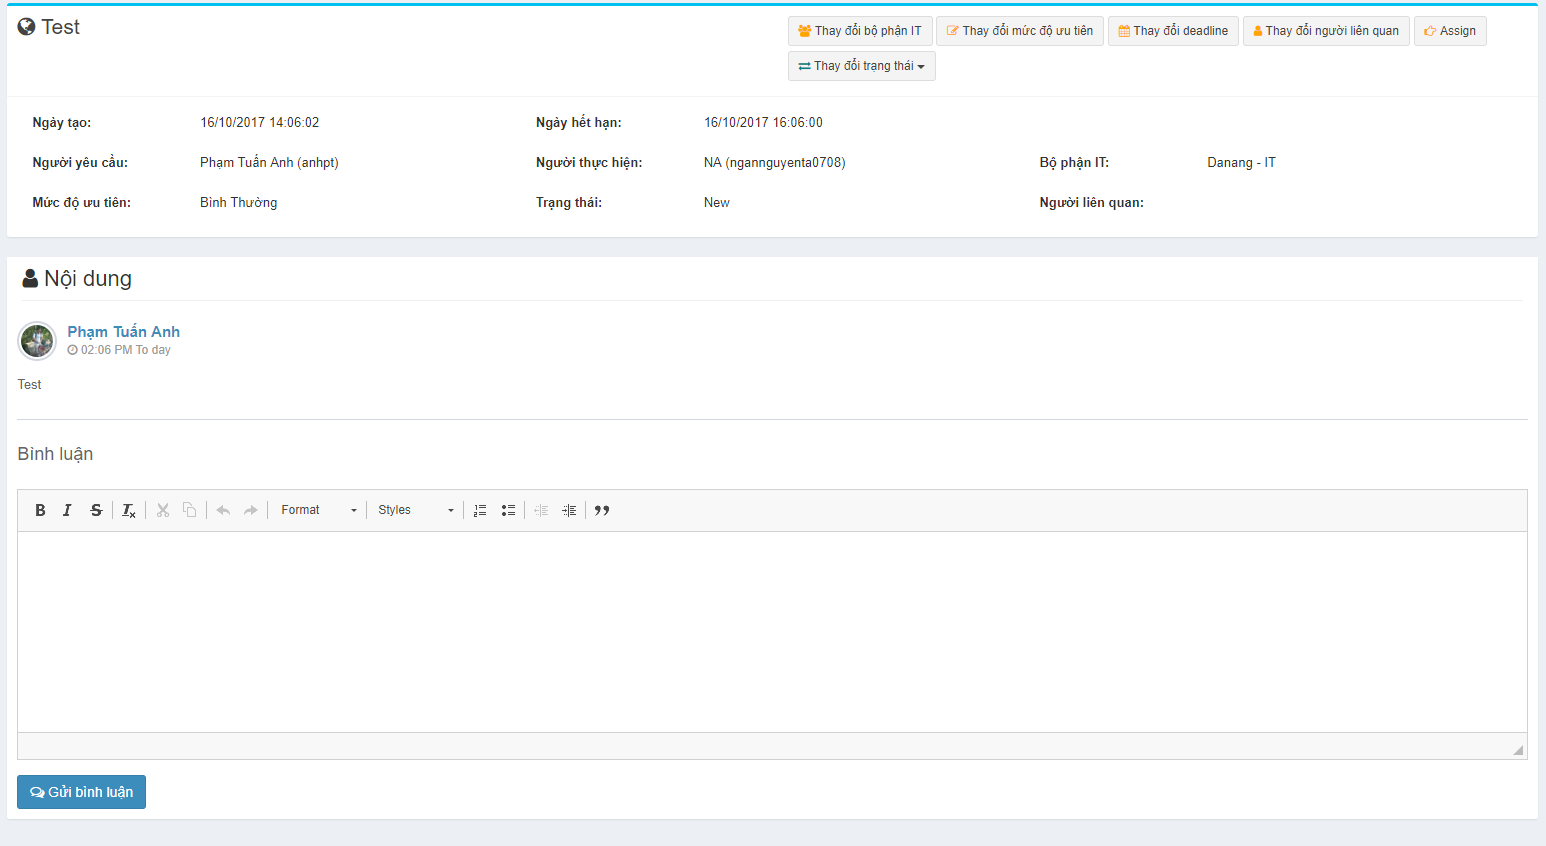 Test
Thay đổi bộ phận IT Thay đổi mức độ ưu tiên Thay đổi deadline Thay đổi người liên quan Assign
Thay đổi trạng thái
Ngày tạo: 16/10/2017 14:06:02 Ngày hết hạn: 16/10/2017 16:06:00
Người yêu cầu: Phạm Tuấn Anh (anhpt) Người thực hiện: NA (ngannguyenta0708) Bộ phận IT: Danang - IT
Mức độ ưu tiên: Bình Thường Trạng thái: New Người liên quan:
Nội dung
Phạm Tuấn Anh
02:06 PM To day
Test
Bình luận
Format Styles
Gửi bình luận